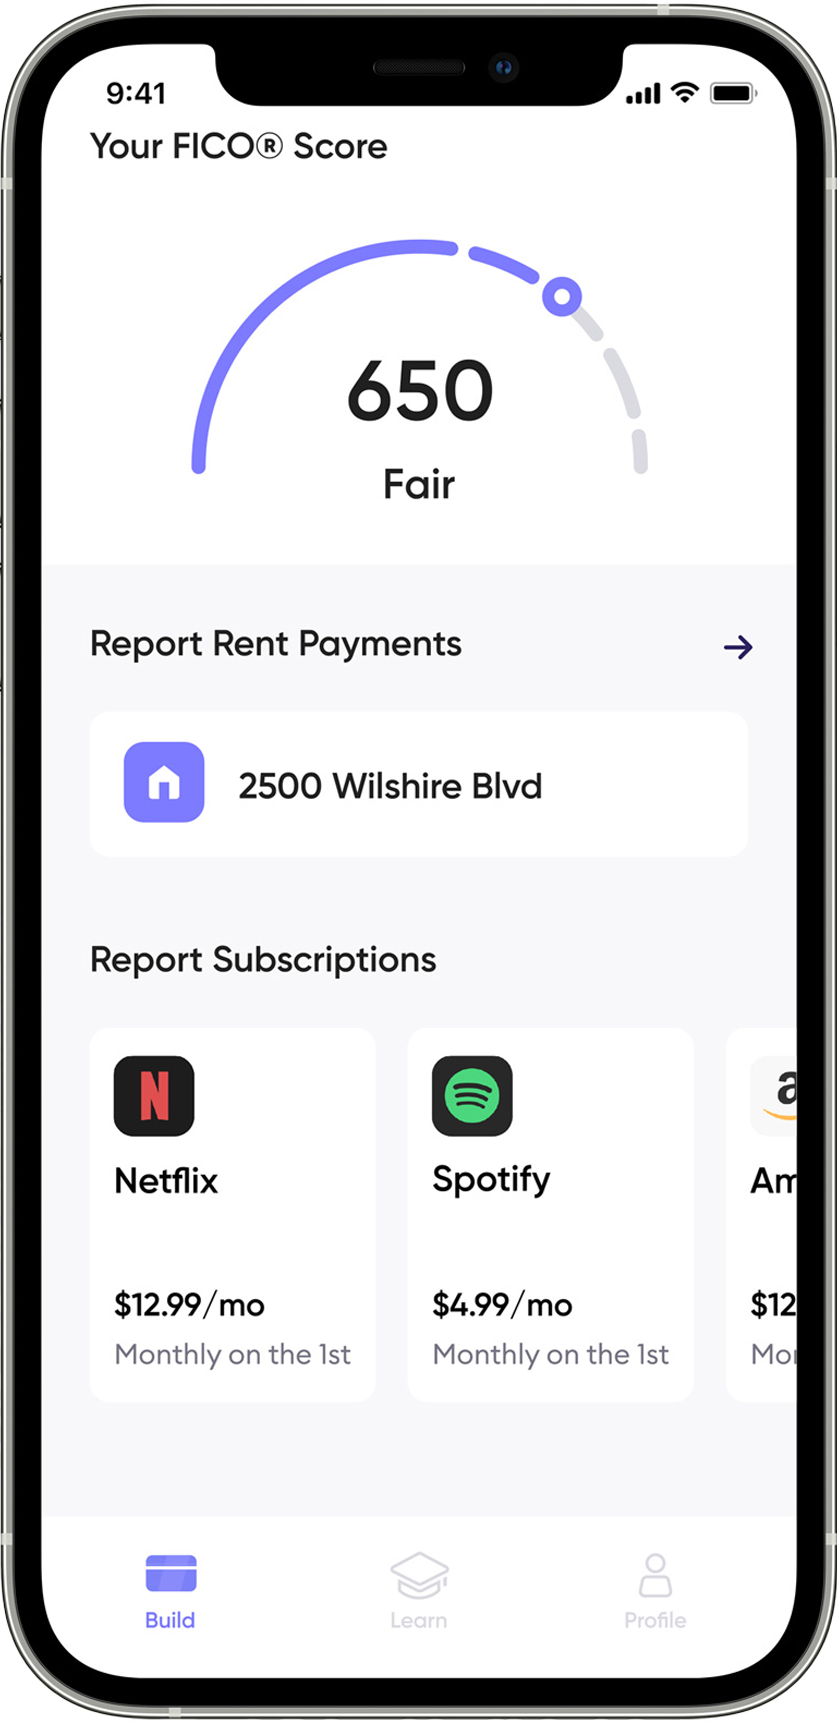 9:41
Your FICO® Score
650
Fair
Report Rent Payments
2500 Wilshire Blvd
Report Subscriptions
N
a
Netflix
Spotify
Am
$12.99/mo
$4.99/mo
$12
Monthly on the 1st
Monthly on the 1st
Mo
Build
Learn
Profile